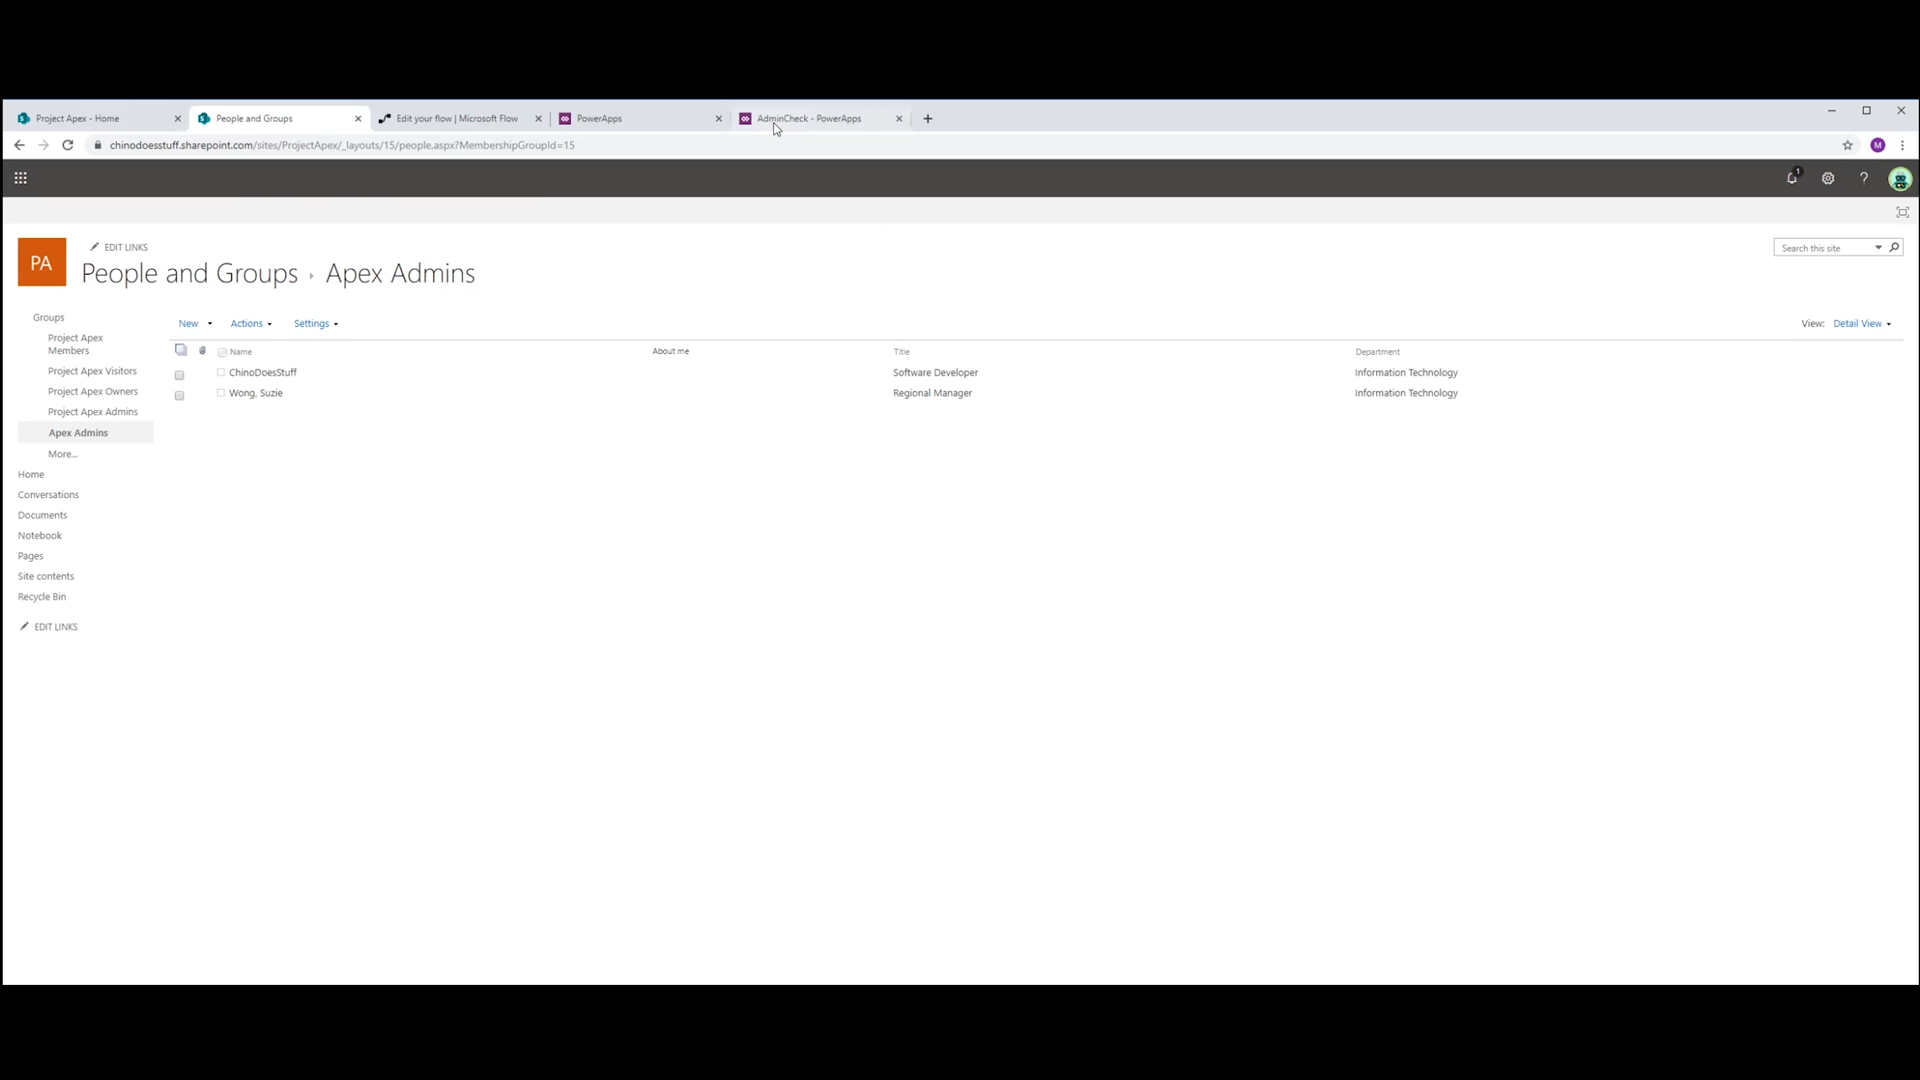 Project Apex - Home
People and Groups
Edit your flow | Microsoft Flow
PowerApps
AdminCheck - PowerApps
chinodoesstuff.sharepoint.com/sites/ProjectApex/_layouts/15/people.aspx?MembershipGroupId=15
M
1
?
PA
EDIT LINKS
Search this site
People and Groups › Apex Admins
Groups
Project Apex
Members
Project Apex Visitors
Project Apex Owners
Project Apex Admins
Apex Admins
More...
Home
Conversations
Documents
Notebook
Pages
Site contents
Recycle Bin
EDIT LINKS
New Actions Settings View: Detail View
Name About me Title Department
ChinoDoesStuff Software Developer Information Technology
Wong, Suzie Regional Manager Information Technology